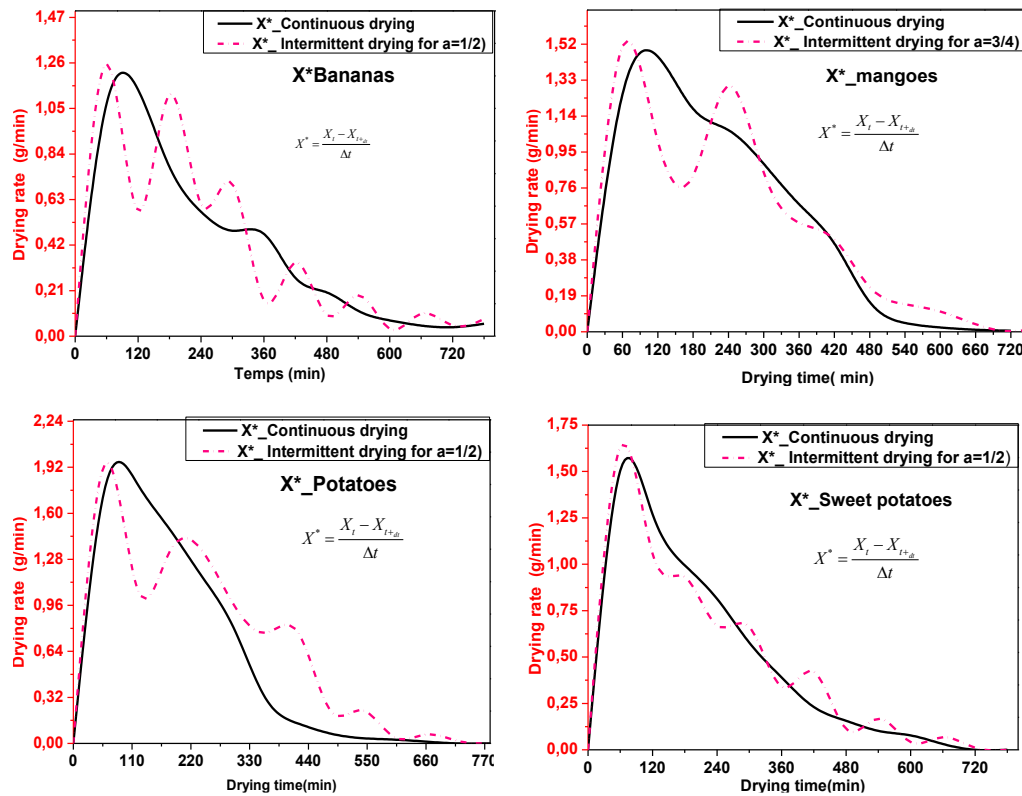 1,47
1,26
1,05
0,84
0,63
0,42
0,21
0,00
Drying rate (g/min)
X*_Continuous drying
X*_ Intermittent drying for a=1/2)
X*Bananas
X* = (X_t − X_{t+dt}) / Δt
0 120 240 360 480 600 720
Temps (min)
1,71
1,52
1,33
1,14
0,95
0,76
0,57
0,38
0,19
0,00
Drying rate (g/min)
X*_Continuous drying
X*_ Intermittent drying for a=3/4)
X*_mangoes
X* = (X_t − X_{t+dt}) / Δt
0 60 120 180 240 300 360 420 480 540 600 660 720
Drying time( min)
2,24
1,92
1,60
1,28
0,96
0,64
0,32
0,00
Drying rate (g/min)
X*_Continuous drying
X*_ Intermittent drying for a=1/2)
X*_Potatoes
X* = (X_t − X_{t+dt}) / Δt
0 110 220 330 440 550 660 770
Drying time(min)
1,75
1,50
1,25
1,00
0,75
0,50
0,25
0,00
Drying rate (g/min)
X*_Continuous drying
X*_ Intermittent drying for a=1/2)
X*_Sweet potatoes
X* = (X_t − X_{t+dt}) / Δt
0 120 240 360 480 600 720
Drying time(min)